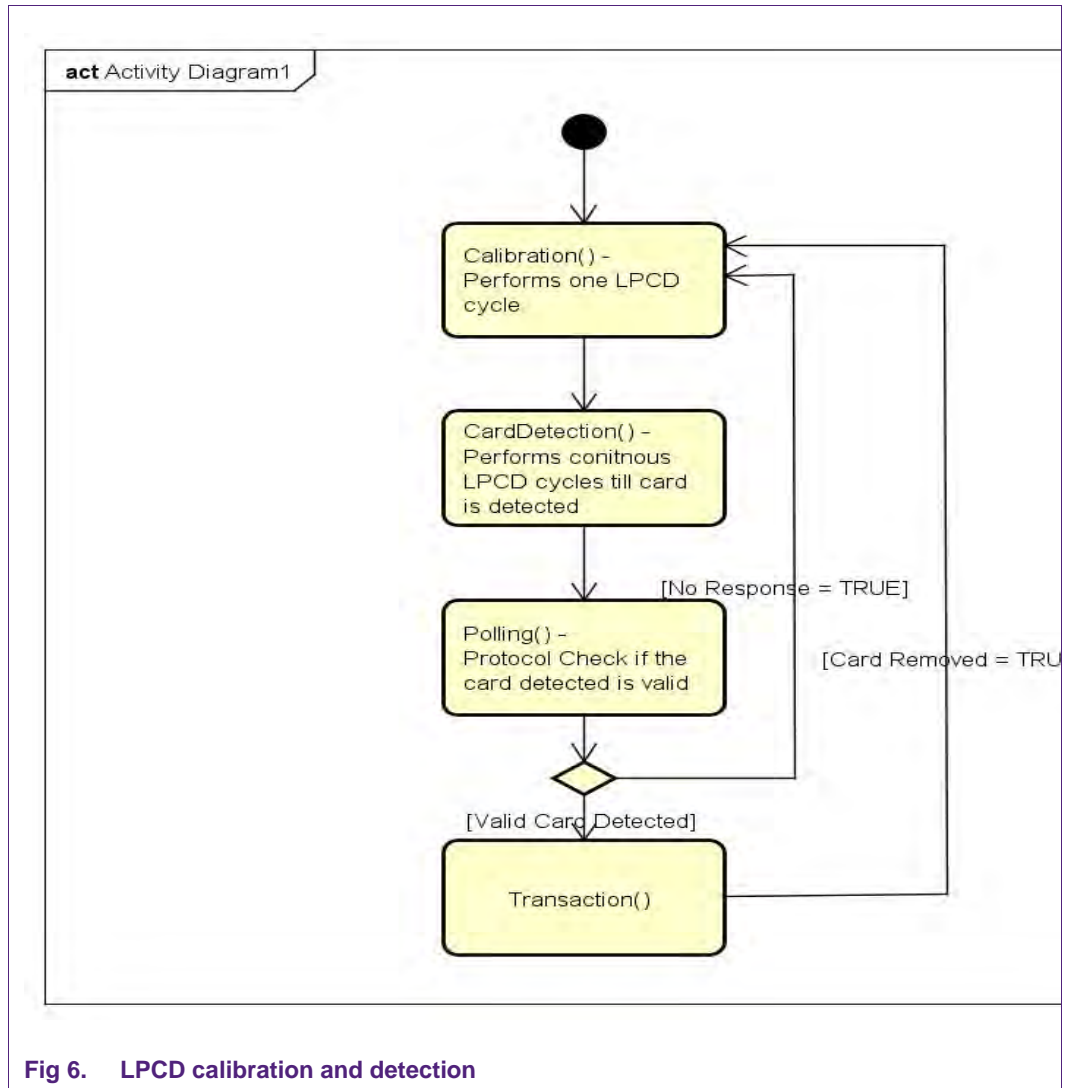 act Activity Diagram1
Calibration() -
Performs one LPCD
cycle
CardDetection() -
Performs conitnous
LPCD cycles till card
is detected
[No Response = TRUE]
Polling() -
Protocol Check if the
card detected is valid
[Card Removed = TRU
[Valid Card Detected]
Transaction()
Fig 6. LPCD calibration and detection